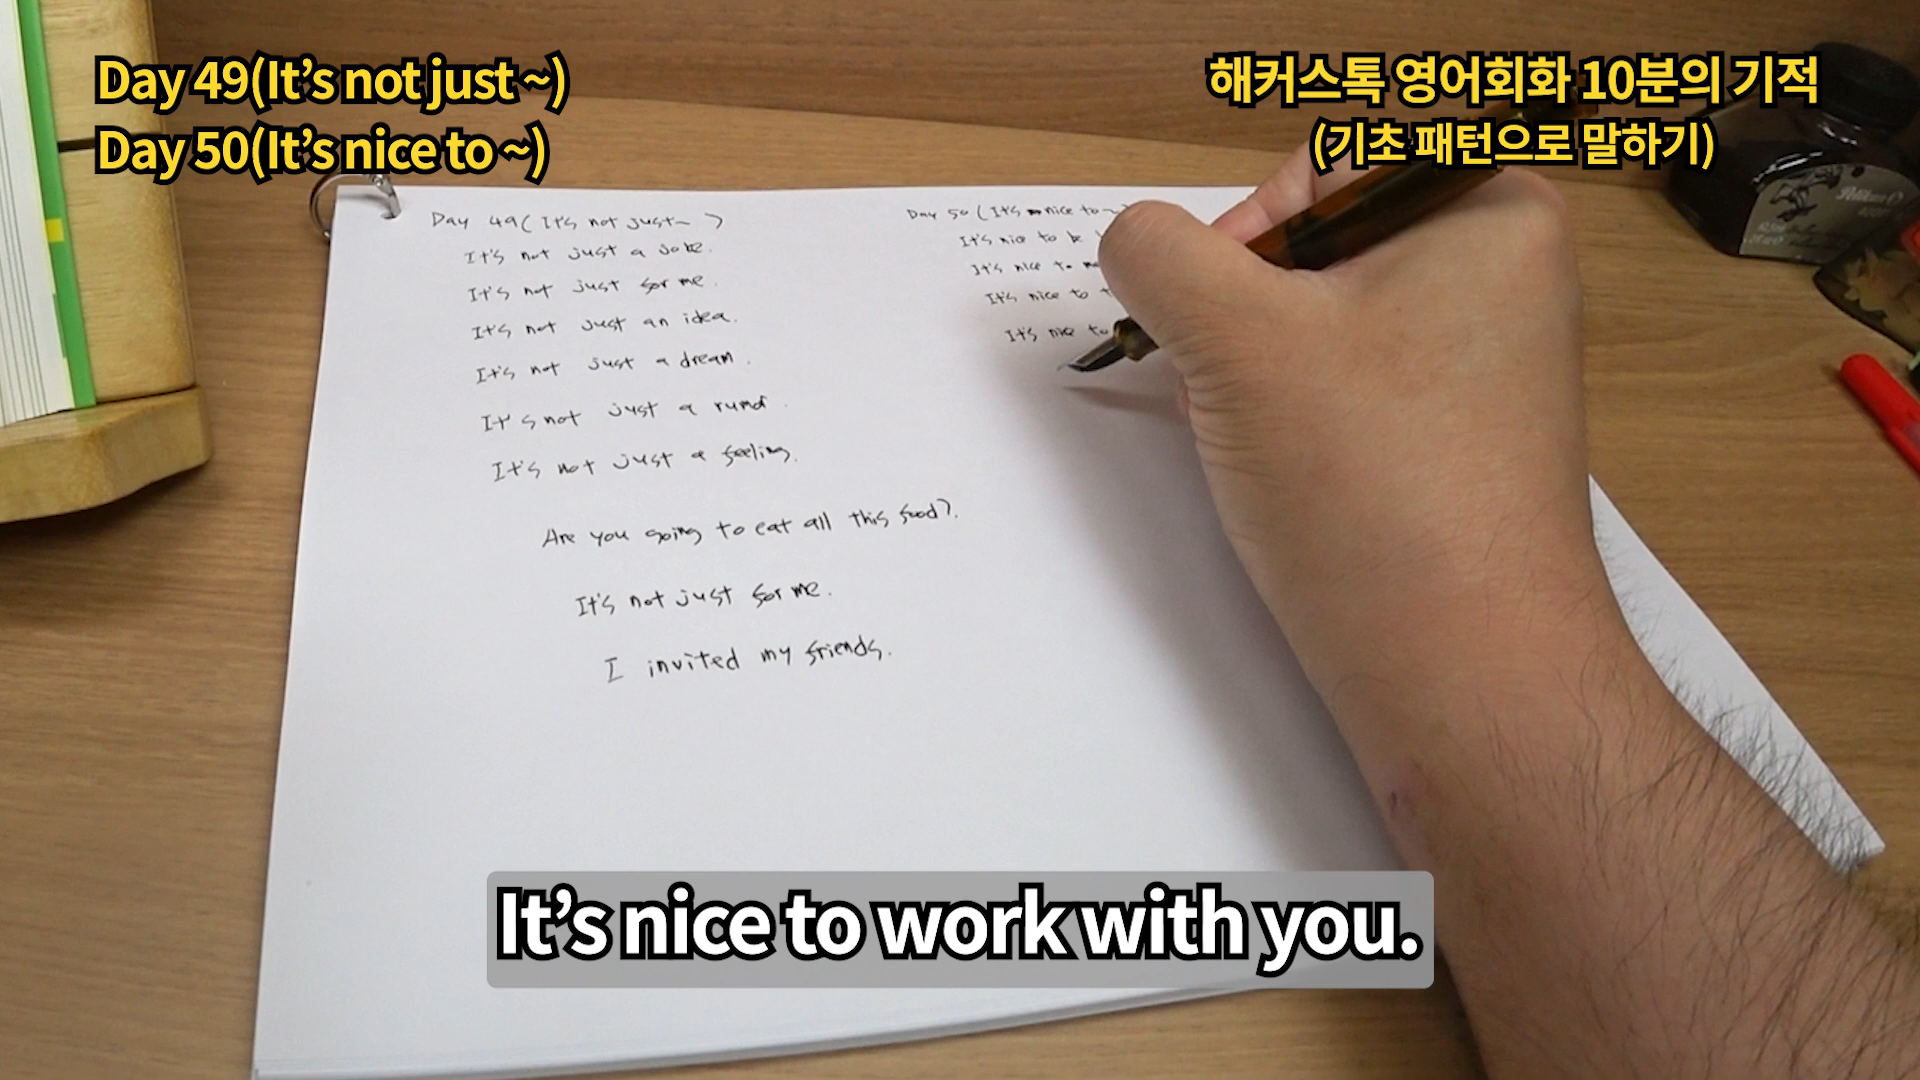 Day 49(It's not just ~)
Day 50(It's nice to ~)
해커스톡 영어회화 10분의 기적
(기초 패턴으로 말하기)
Day 49 ( It's not just ~ )
It's not just a joke.
It's not just for me.
It's not just an idea.
It's not just a dream.
It's not just a rumor.
It's not just a feeling.
Are you going to eat all this food?.
It's not just for me.
I invited my friends.
Day 50 ( It's nice to ~
It's nice to be
It's nice to
It's nice to
It's nice to
Pelikan
It's nice to work with you.